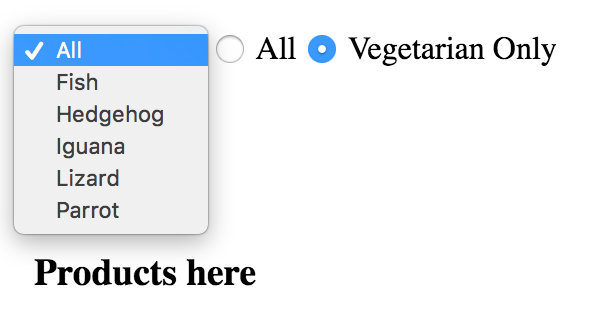 All All Vegetarian Only
Fish
Hedgehog
Iguana
Lizard
Parrot
Products here